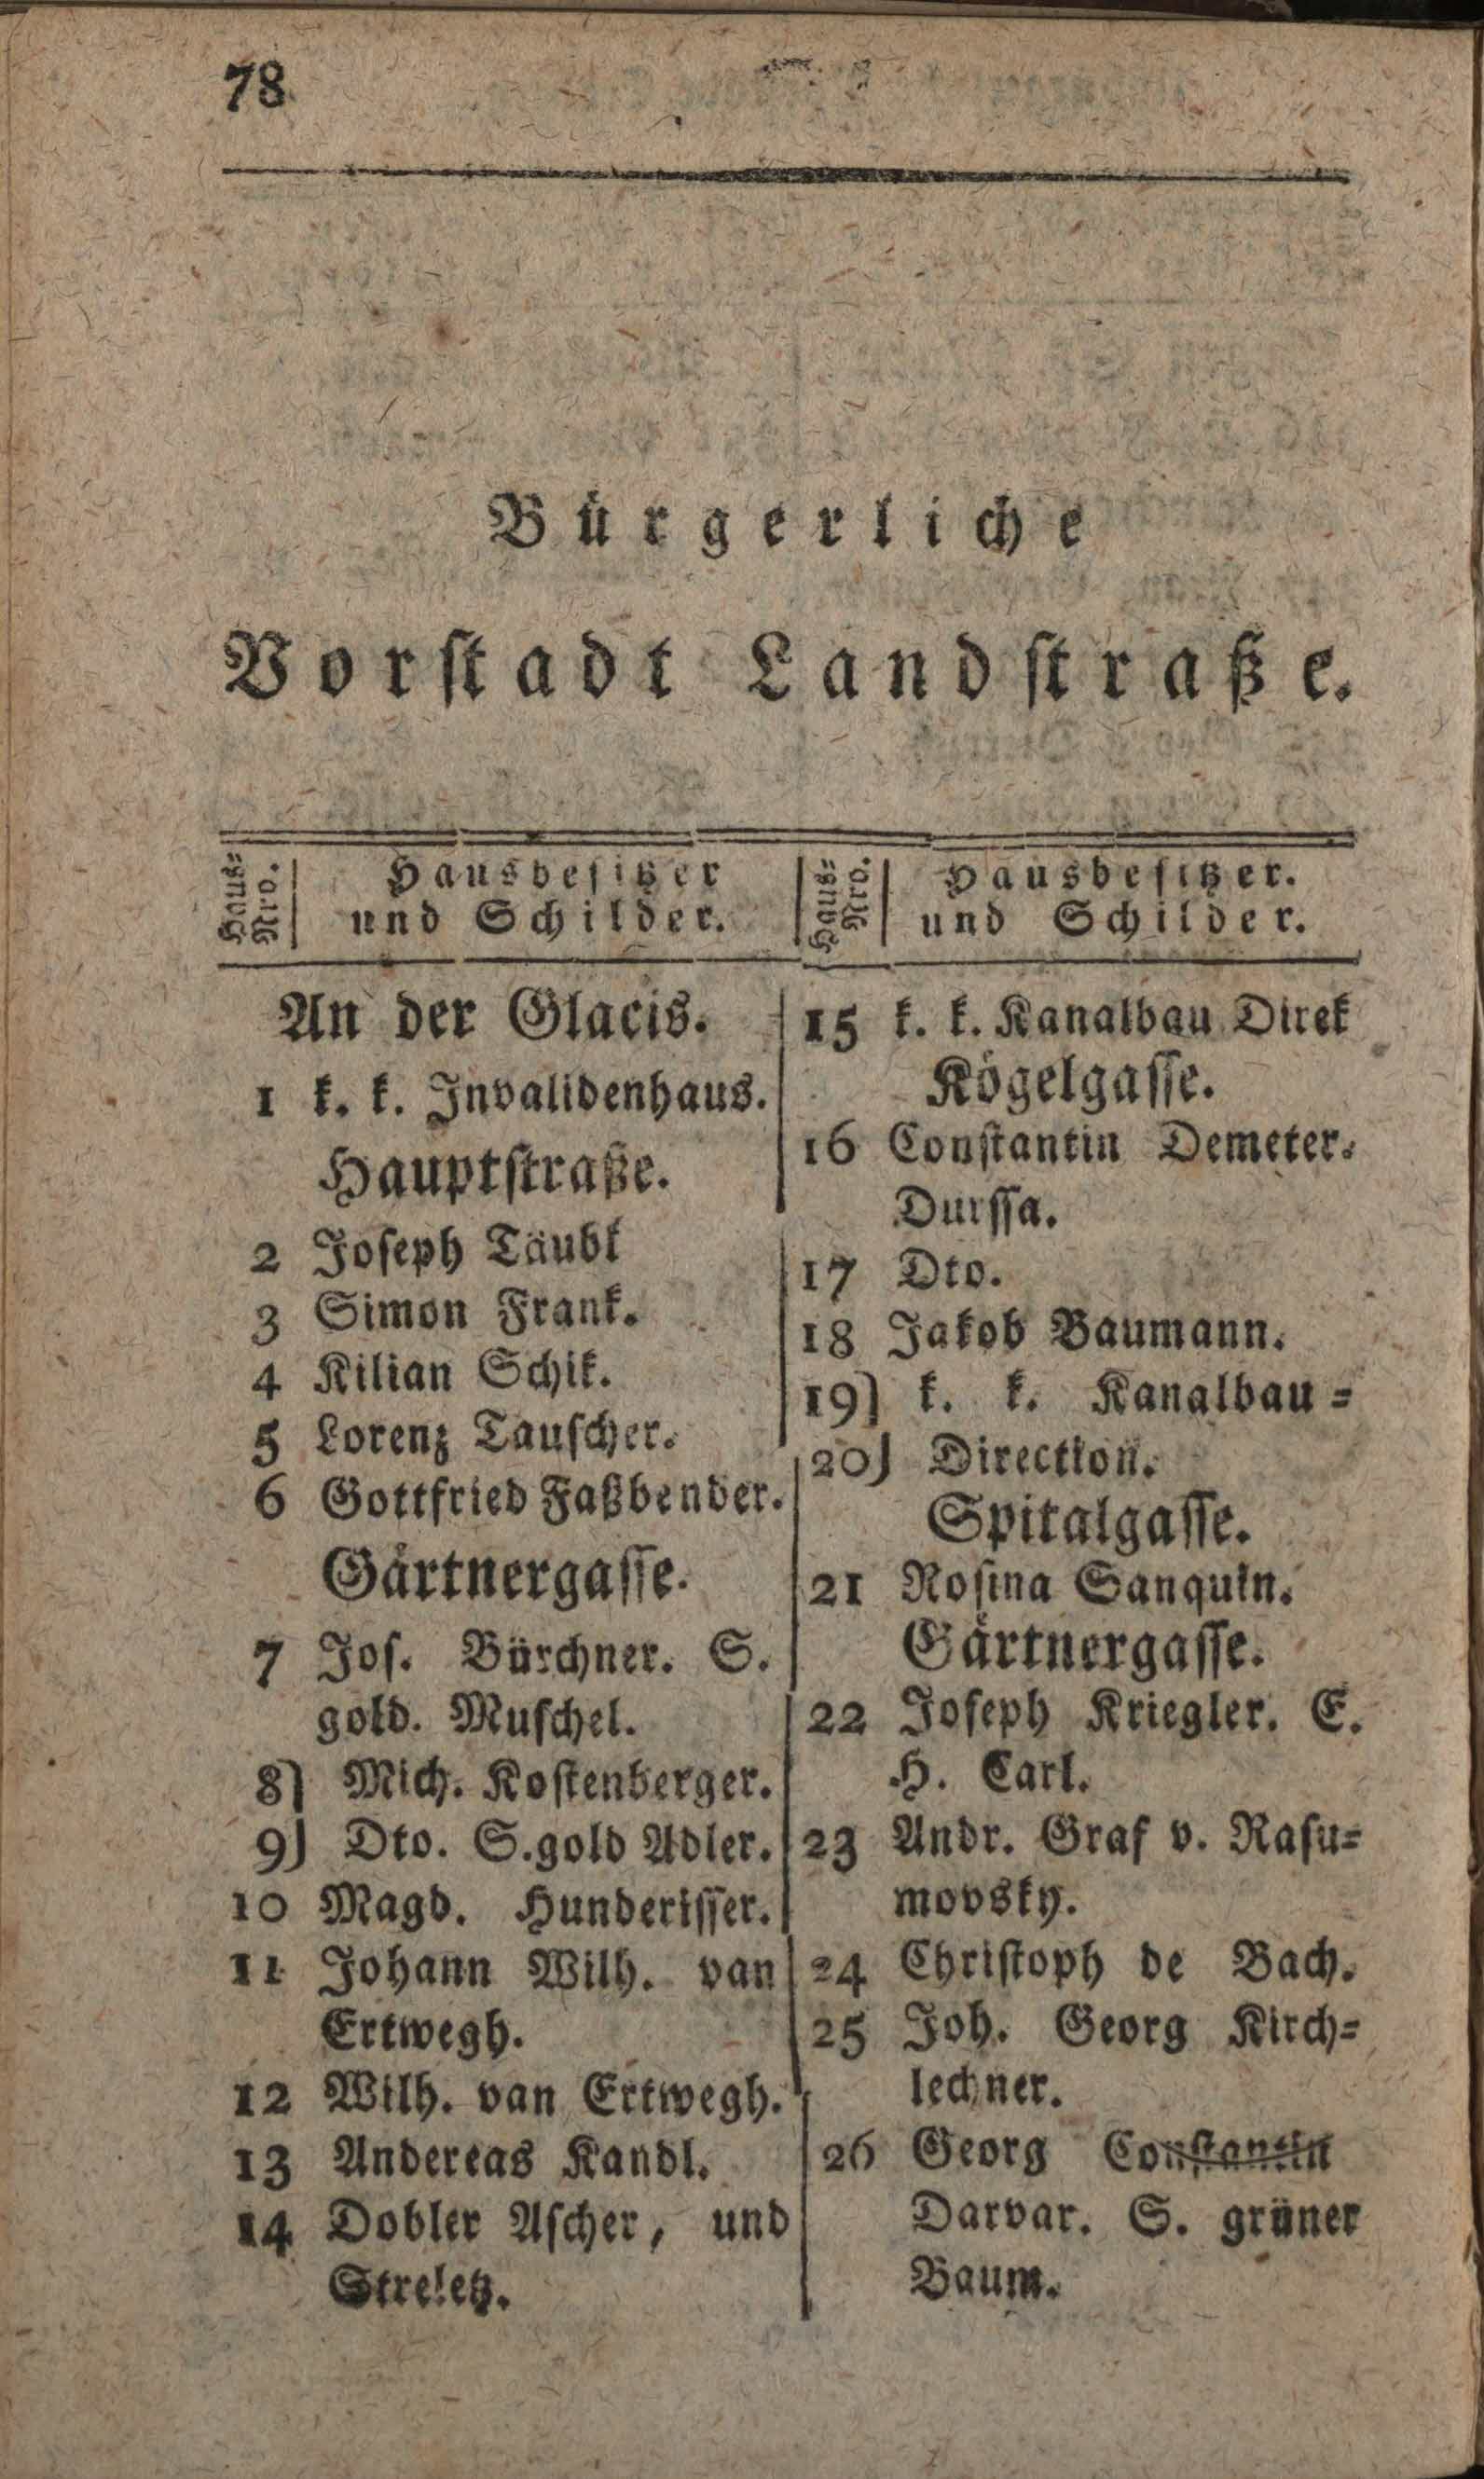 78
Bürgerliche
Vorstadt Landstraße.
Haus-
Nro.
Hausbesitzer
und Schilder.
An der Glacis.
1 k. k. Invalidenhaus.
Hauptstraße.
2 Joseph Täubl
3 Simon Frank.
4 Kilian Schik.
5 Lorenz Tauscher.
6 Gottfried Faßbender.
Gärtnergasse.
7 Jos. Bürchner. S.
gold. Muschel.
8) Mich. Kostenberger.
9) Dto. S.gold Adler.
10 Magd. Hunderisser.
11 Johann Wilh. van
Ertwegh.
12 Wilh. van Ertwegh.
13 Andereas Kandl.
14 Dobler Ascher, und
Streletz.
Haus-
Nro.
Hausbesitzer.
und Schilder.
15 k. k. Kanalbau Direk
Kögelgasse.
16 Constantin Demeter.
Durssa.
17 Dto.
18 Jakob Baumann.
19) k. k. Kanalbau-
20) Direction.
Spitalgasse.
21 Rosina Sanquin.
Gärtnergasse.
22 Joseph Kriegler. E.
H. Carl.
23 Andr. Graf v. Rasu-
movsky.
24 Christoph de Bach.
25 Joh. Georg Kirch-
lechner.
26 Georg Constantin
Darvar. S. grüner
Baum.